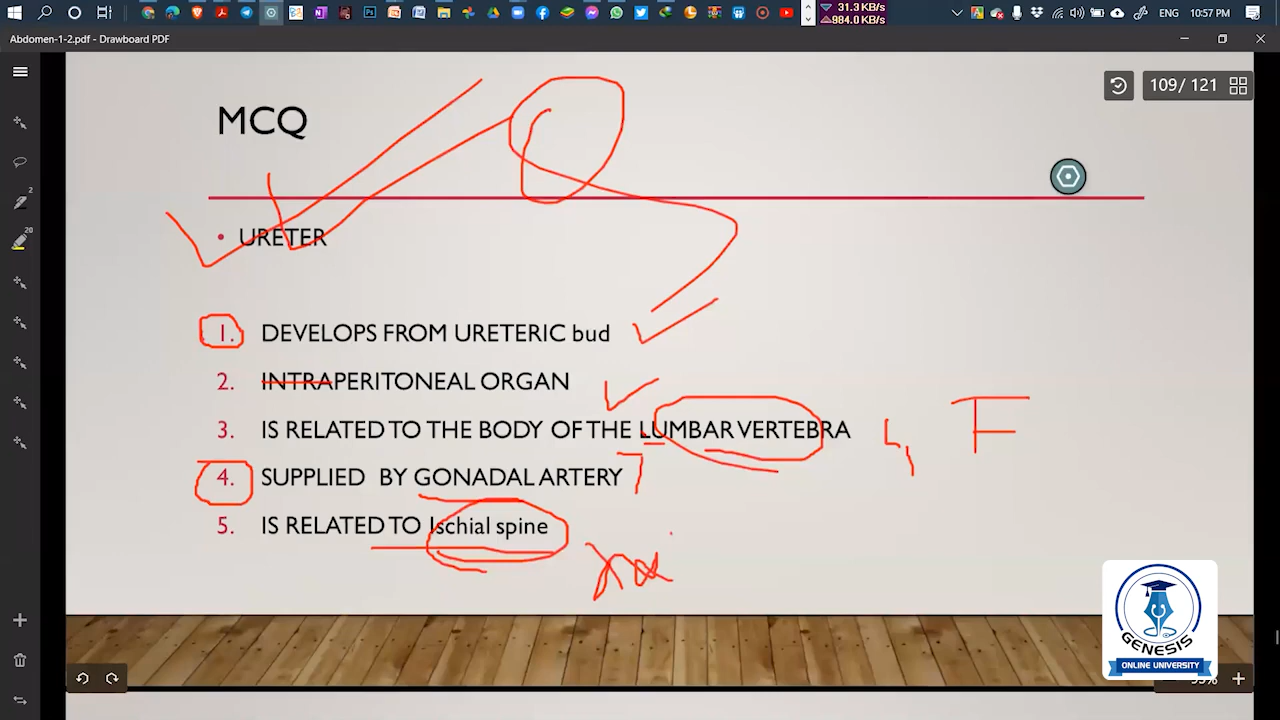 31.3 KB/s
984.0 KB/s
ENG
10:57 PM
Abdomen-1-2.pdf - Drawboard PDF
109/ 121
2
20
MCQ
• URETER
1. DEVELOPS FROM URETERIC bud
2. INTRAPERITONEAL ORGAN
3. IS RELATED TO THE BODY OF THE LUMBAR VERTEBRA
F
4. SUPPLIED BY GONADAL ARTERY
5. IS RELATED TO Ischial spine
GENESIS
ONLINE UNIVERSITY